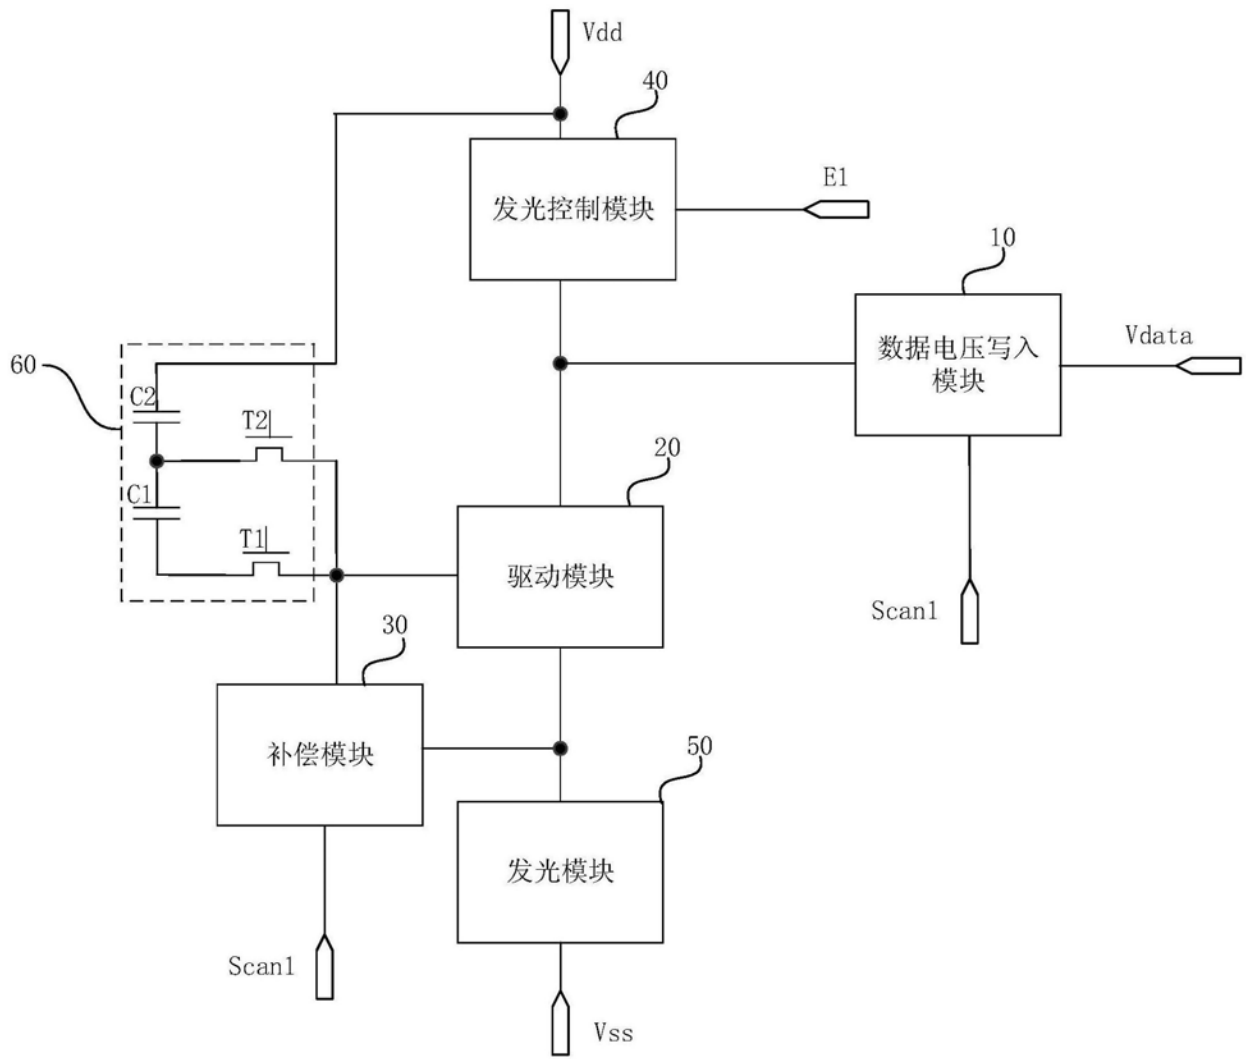 Vdd
40
发光控制模块
E1
10
数据电压写入
模块
Vdata
60
C2
T2
C1
T1
20
驱动模块
Scan1
30
补偿模块
50
发光模块
Scan1
Vss